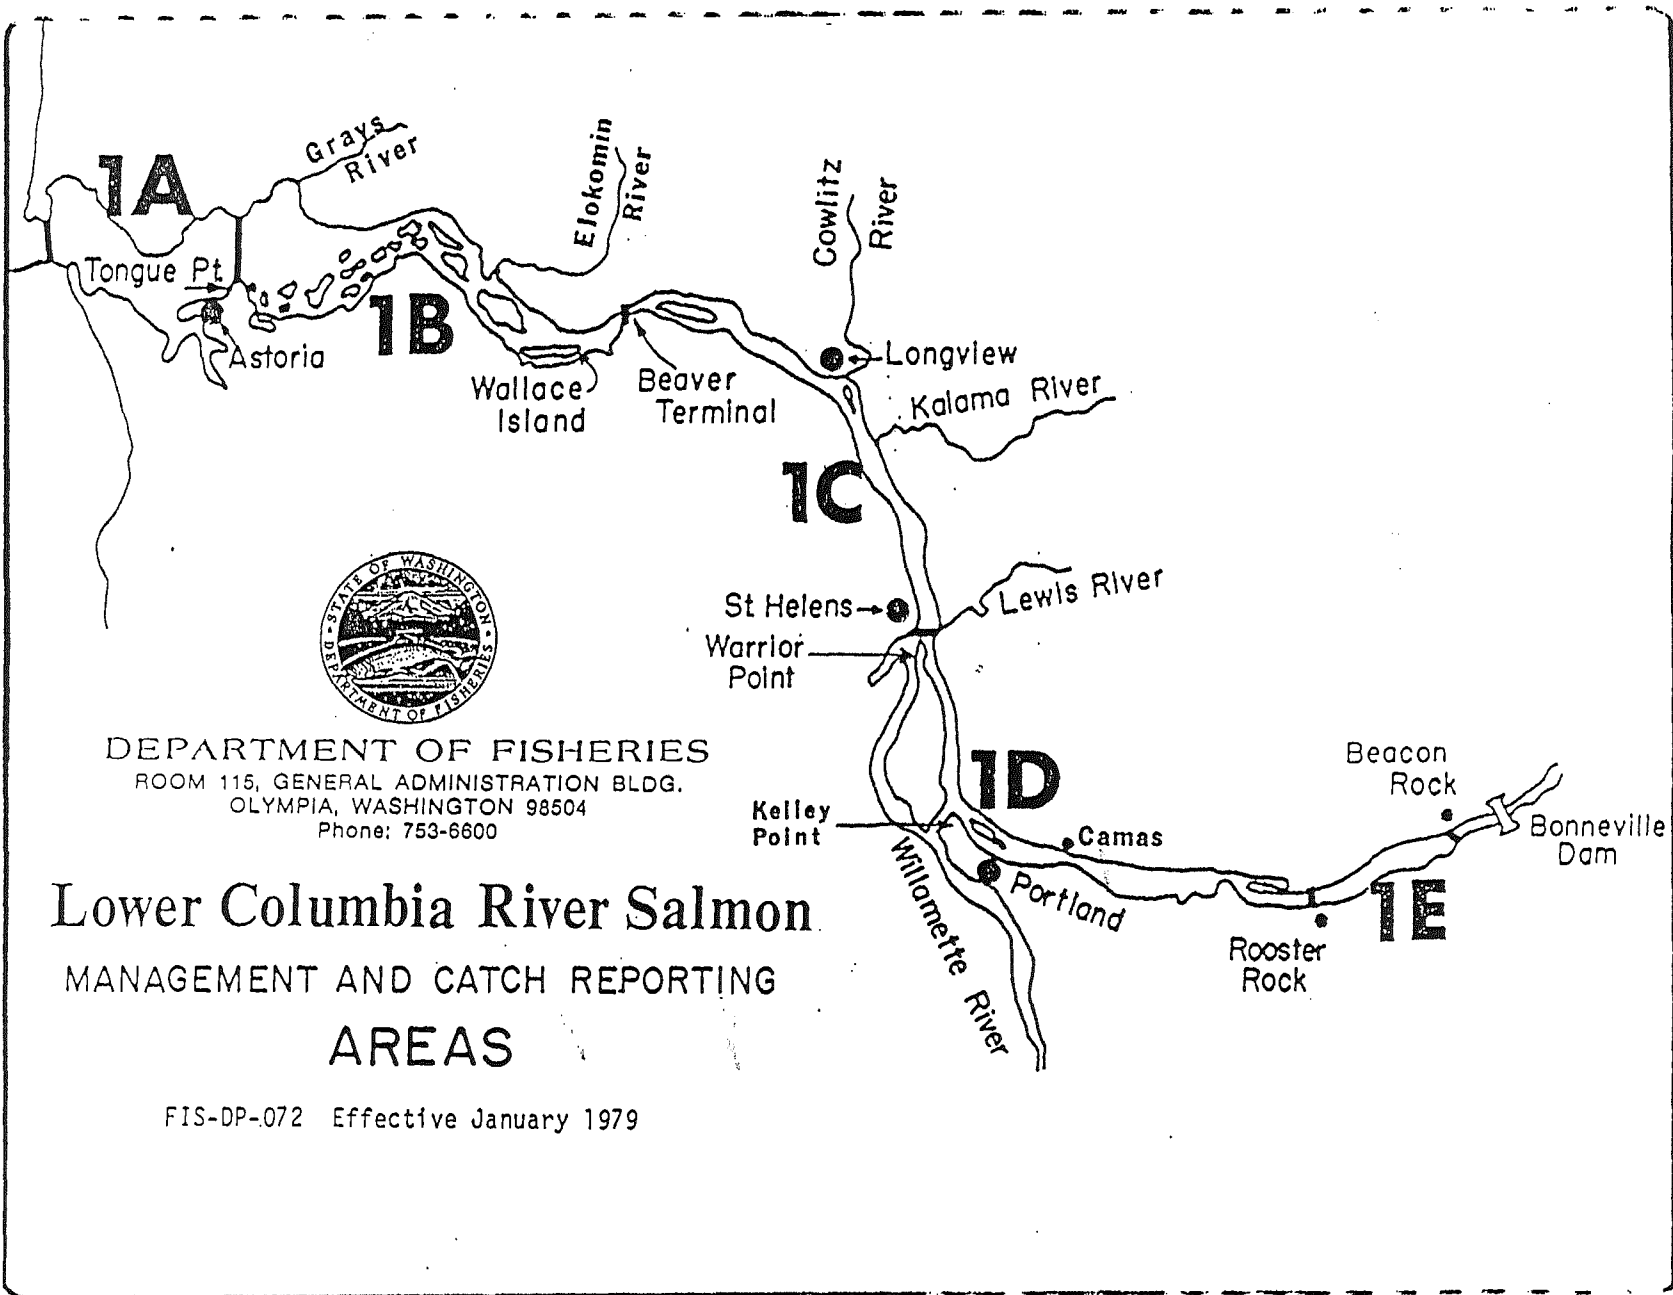 1A
Grays
River
Elokomin
River
Cowlitz
River
Tongue Pt
Astoria
1B
Wallace
Island
Beaver
Terminal
Longview
Kalama River
1C
St Helens
Lewis River
Warrior
Point
STATE OF WASHINGTON
DEPARTMENT OF FISHERIES
DEPARTMENT OF FISHERIES
ROOM 115, GENERAL ADMINISTRATION BLDG.
OLYMPIA, WASHINGTON 98504
Phone: 753-6600
1D
Kelley
Point
Camas
Beacon
Rock
Bonneville
Dam
Willamette River
Portland
1E
Rooster
Rock
Lower Columbia River Salmon
MANAGEMENT AND CATCH REPORTING
AREAS
FIS-DP-.072 Effective January 1979